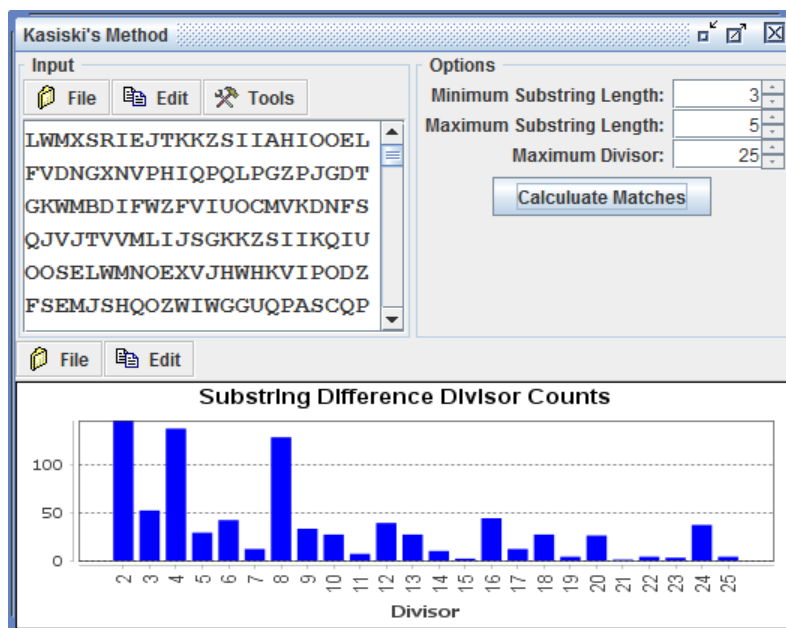 Kasiski's Method
Input
File Edit Tools
LWMXSRIEJTKKZSIIAHIOOEL
FVDNGXNVPHIQPQLPGZPJGDT
GKWMBDIFWZFVIUOCMVKDNFS
QJVJTVVMLIJSGKKZSIIKQIU
OOSELWMNOEXVJHWHKVIPODZ
FSEMJSHQOZWIWGGUQPASCQP
Options
Minimum Substring Length: 3
Maximum Substring Length: 5
Maximum Divisor: 25
Calculuate Matches
File Edit
Substring Difference Divisor Counts
100
50
0
2 3 4 5 6 7 8 9 10 11 12 13 14 15 16 17 18 19 20 21 22 23 24 25
Divisor